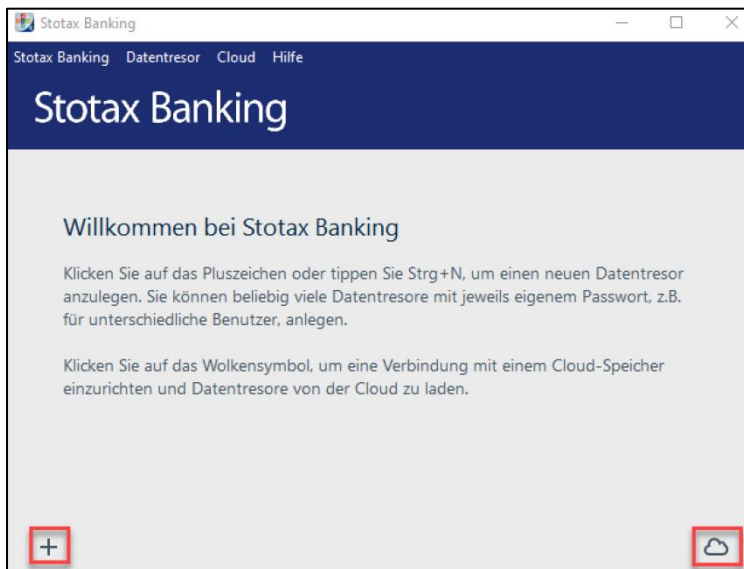 Stotax Banking
Stotax Banking Datentresor Cloud Hilfe
Stotax Banking
Willkommen bei Stotax Banking
Klicken Sie auf das Pluszeichen oder tippen Sie Strg+N, um einen neuen Datentresor
anzulegen. Sie können beliebig viele Datentresore mit jeweils eigenem Passwort, z.B.
für unterschiedliche Benutzer, anlegen.
Klicken Sie auf das Wolkensymbol, um eine Verbindung mit einem Cloud-Speicher
einzurichten und Datentresore von der Cloud zu laden.